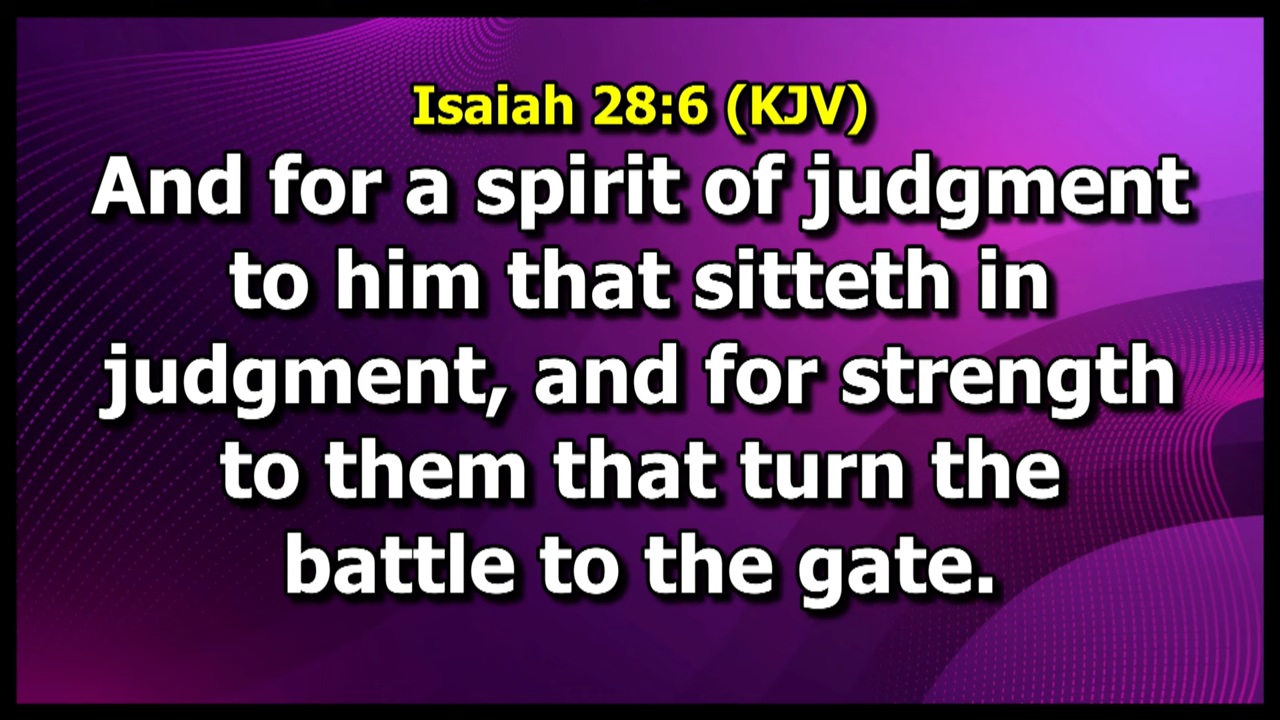 Isaiah 28:6 (KJV)
And for a spirit of judgment
to him that sitteth in
judgment, and for strength
to them that turn the
battle to the gate.